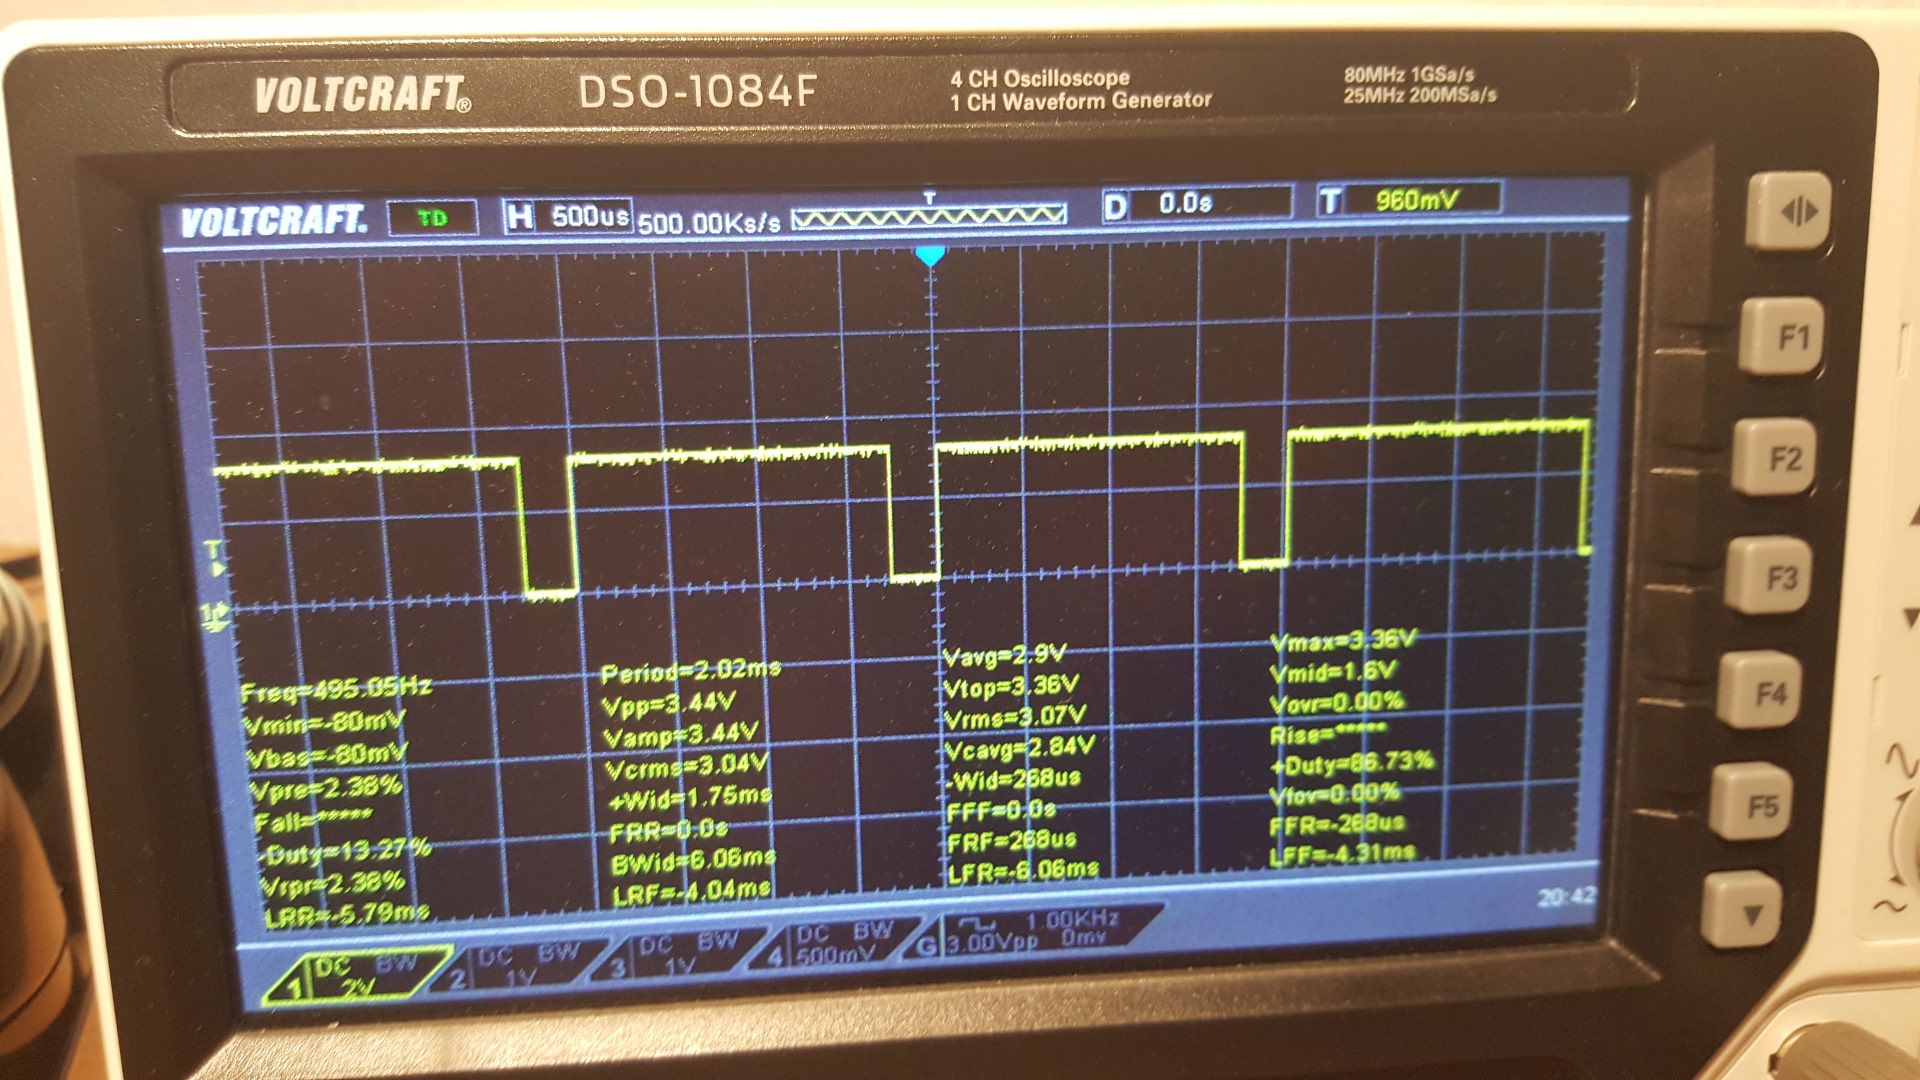 VOLTCRAFT® DSO-1084F 4 CH Oscilloscope 80MHz 1GSa/s
1 CH Waveform Generator 25MHz 200MSa/s
VOLTCRAFT. TD H 500us 500.00Ks/s T D 0.0s T 960mV
T
1
Freq=495.05Hz Period=2.02ms Vavg=2.9V Vmax=3.36V
Vmin=-80mV Vpp=3.44V Vtop=3.36V Vmid=1.6V
Vbas=-80mV Vamp=3.44V Vrms=3.07V Vovr=0.00%
Vpre=2.38% Vcrms=3.04V Vcavg=2.84V Rise=*****
Fall=***** +Wid=1.75ms -Wid=268us +Duty=86.73%
-Duty=13.27% FRR=0.0s FFF=0.0s Vfov=0.00%
Vrpr=2.38% BWid=6.06ms FRF=268us FFR=-268us
LRR=-5.79ms LRF=-4.04ms LFR=-6.06ms LFF=-4.31ms
20:42
1 DC BW 2V
2 DC BW 1V
3 DC BW 1V
4 DC BW 500mV
G 1.00KHz 3.00Vpp 0mv
F1
F2
F3
F4
F5